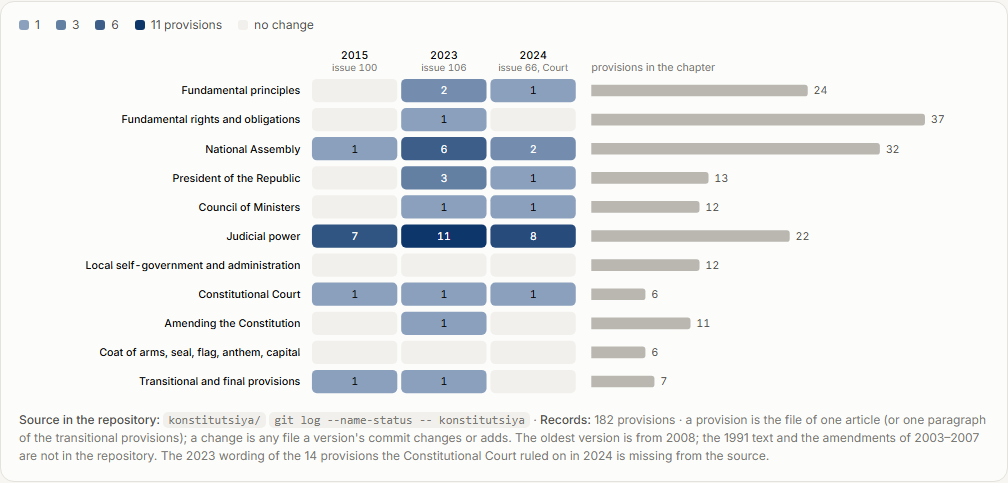 1 3 6 11 provisions no change
2015 2023 2024
issue 100 issue 106 issue 66, Court provisions in the chapter
Fundamental principles 2 1 24
Fundamental rights and obligations 1 37
National Assembly 1 6 2 32
President of the Republic 3 1 13
Council of Ministers 1 1 12
Judicial power 7 11 8 22
Local self-government and administration 12
Constitutional Court 1 1 1 6
Amending the Constitution 1 11
Coat of arms, seal, flag, anthem, capital 6
Transitional and final provisions 1 1 7
Source in the repository: konstitutsiya/ git log --name-status -- konstitutsiya · Records: 182 provisions · a provision is the file of one article (or one paragraph
of the transitional provisions); a change is any file a version's commit changes or adds. The oldest version is from 2008; the 1991 text and the amendments of 2003–2007
are not in the repository. The 2023 wording of the 14 provisions the Constitutional Court ruled on in 2024 is missing from the source.